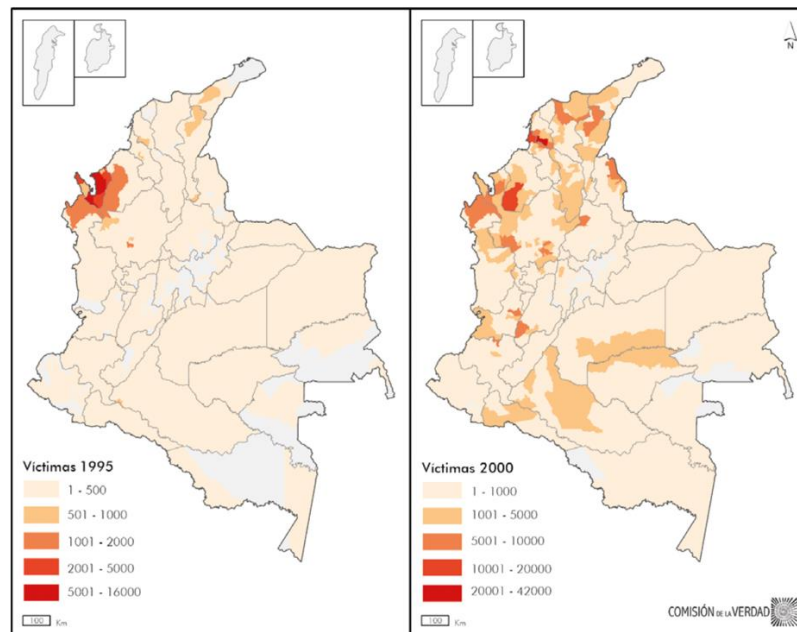 N
Víctimas 1995
1 - 500
501 - 1000
1001 - 2000
2001 - 5000
5001 - 16000
100 Km
Víctimas 2000
1 - 1000
1001 - 5000
5001 - 10000
10001 - 20000
20001 - 42000
100 Km
COMISIÓN DE LA VERDAD